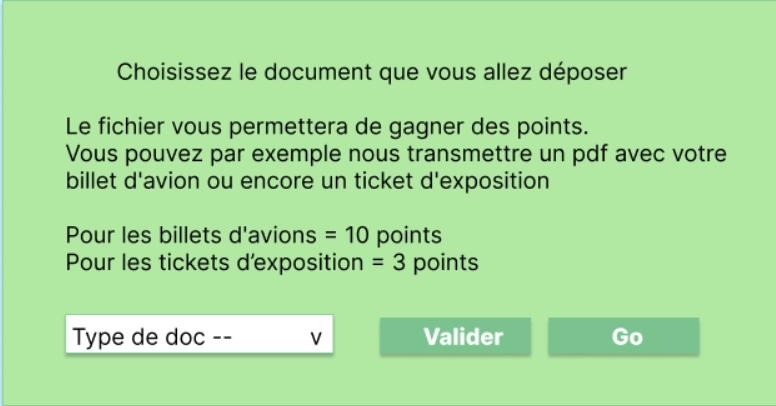 Choisissez le document que vous allez déposer
Le fichier vous permettera de gagner des points.
Vous pouvez par exemple nous transmettre un pdf avec votre
billet d'avion ou encore un ticket d'exposition
Pour les billets d'avions = 10 points
Pour les tickets d’exposition = 3 points
Type de doc -- v
Valider
Go